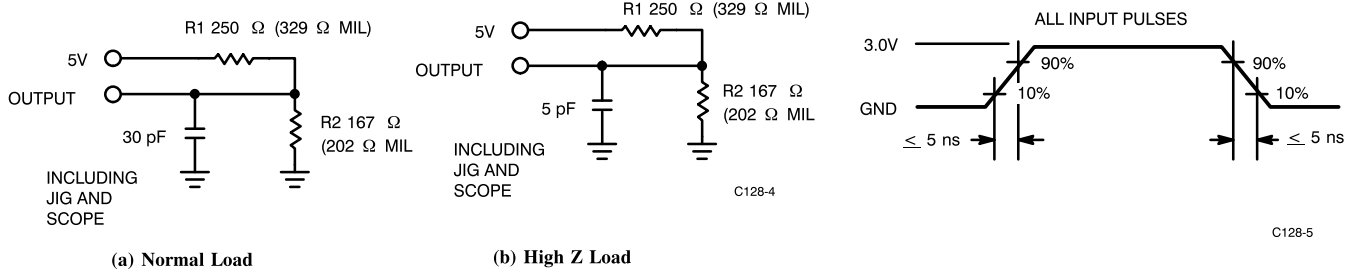 R1 250 Ω (329 Ω MIL)
5V
OUTPUT
R2 167 Ω
(202 Ω MIL
30 pF
INCLUDING
JIG AND
SCOPE
(a) Normal Load
R1 250 Ω (329 Ω MIL)
5V
OUTPUT
R2 167 Ω
(202 Ω MIL
5 pF
INCLUDING
JIG AND
SCOPE
C128-4
(b) High Z Load
ALL INPUT PULSES
3.0V
90%
90%
10%
10%
GND
≤ 5 ns
≤ 5 ns
C128-5